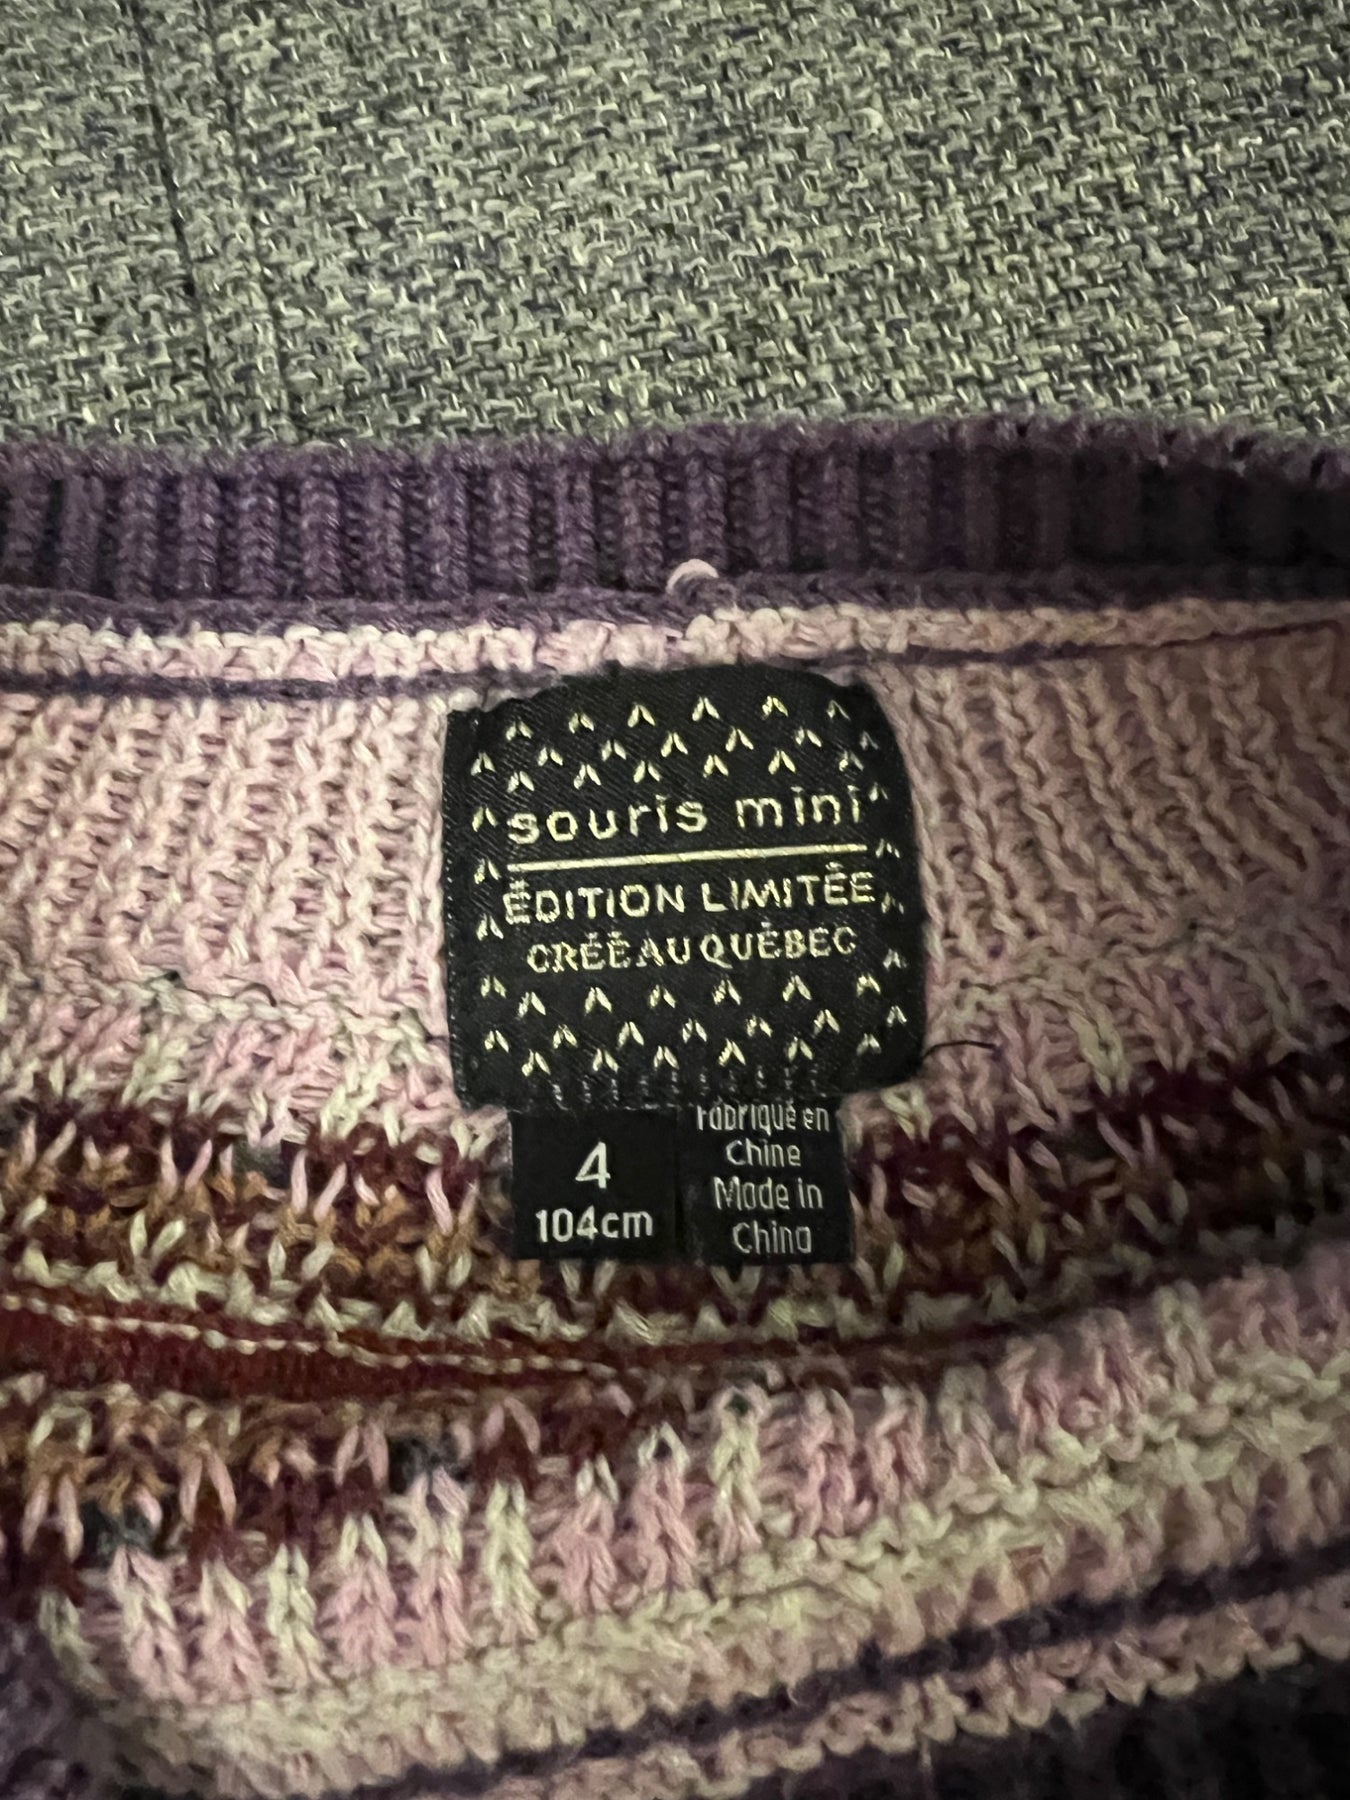 souris mini
ÉDITION LIMITÉE
CRÉÉ AU QUÉBEC
4
104cm
Fabriqué en
Chine
Made in
China